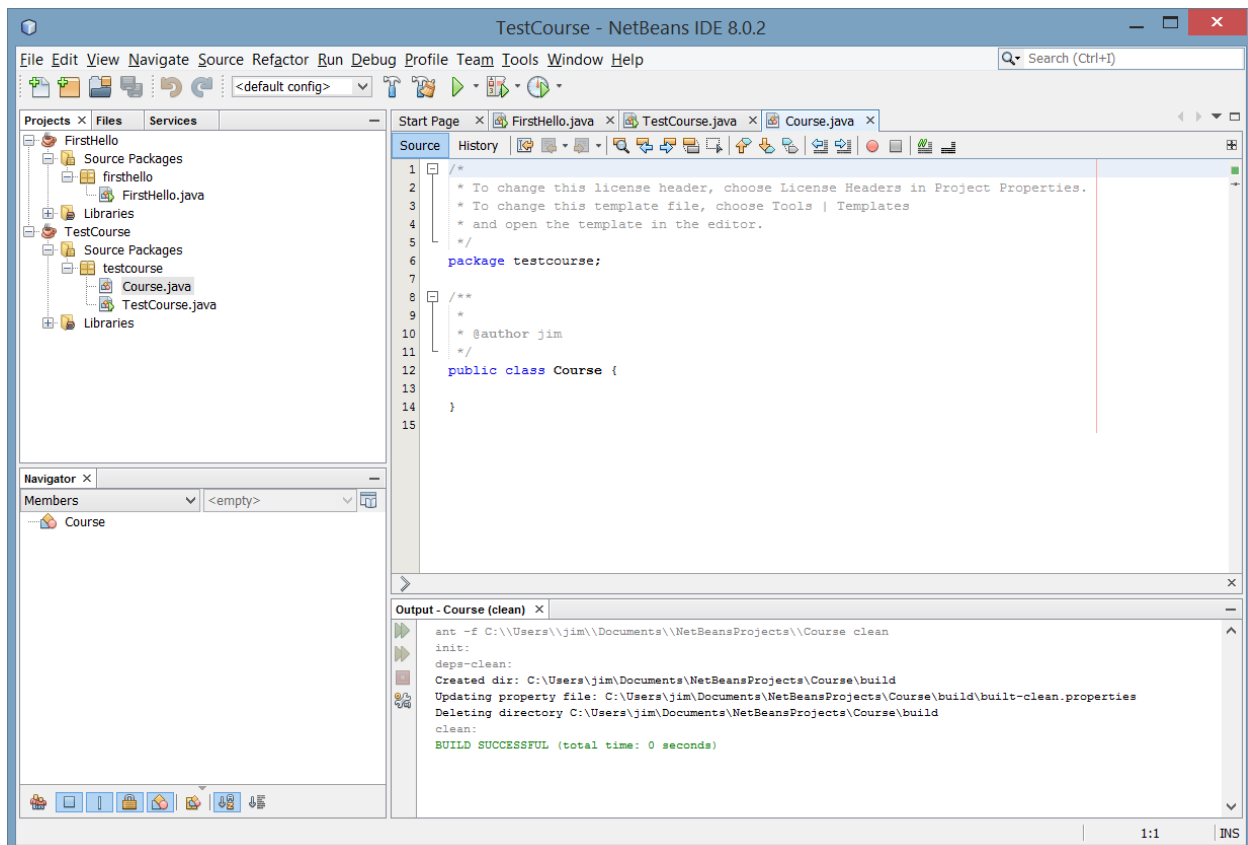 TestCourse - NetBeans IDE 8.0.2
File Edit View Navigate Source Refactor Run Debug Profile Team Tools Window Help
Search (Ctrl+I)
<default config>
Projects Files Services
FirstHello
Source Packages
firsthello
FirstHello.java
Libraries
TestCourse
Source Packages
testcourse
Course.java
TestCourse.java
Libraries
Navigator
Members <empty>
Course
Start Page FirstHello.java TestCourse.java Course.java
Source History
1 /*
2 * To change this license header, choose License Headers in Project Properties.
3 * To change this template file, choose Tools | Templates
4 * and open the template in the editor.
5 */
6 package testcourse;
7
8 /**
9 *
10 * @author jim
11 */
12 public class Course {
13
14 }
15
Output - Course (clean)
ant -f C:\\Users\\jim\\Documents\\NetBeansProjects\\Course clean
init:
deps-clean:
Created dir: C:\Users\jim\Documents\NetBeansProjects\Course\build
Updating property file: C:\Users\jim\Documents\NetBeansProjects\Course\build\built-clean.properties
Deleting directory C:\Users\jim\Documents\NetBeansProjects\Course\build
clean:
BUILD SUCCESSFUL (total time: 0 seconds)
1:1 INS